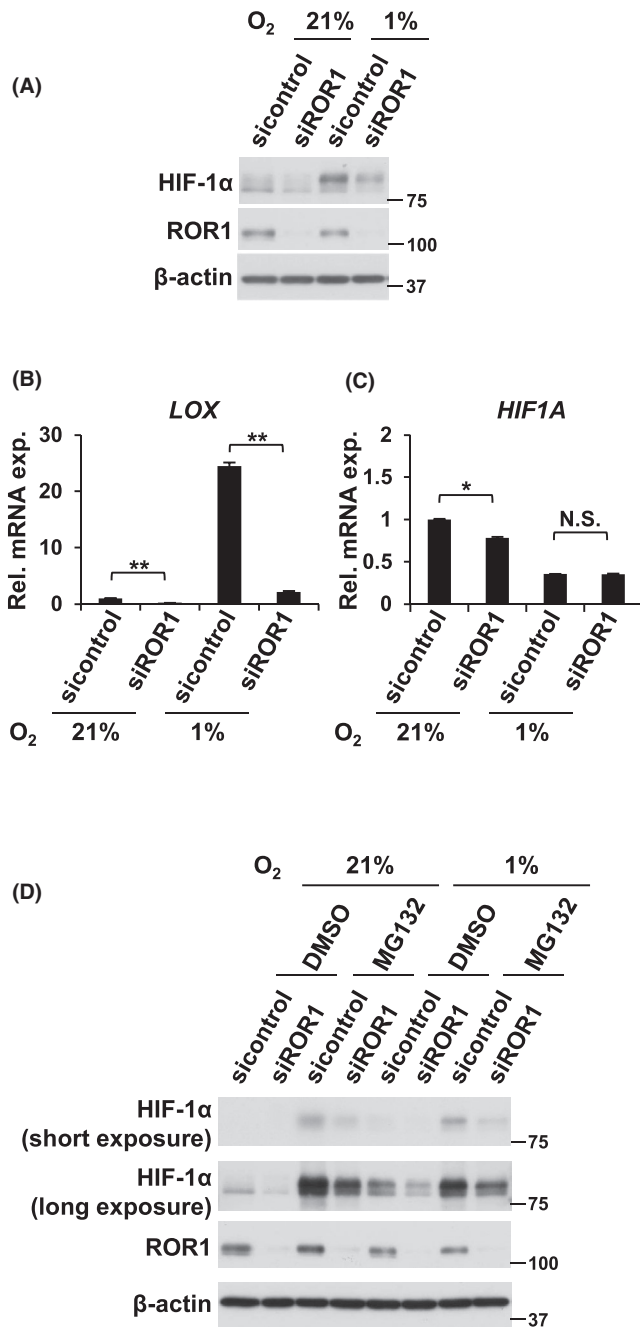 O2 21% 1%
(A)
sicontrol siROR1 sicontrol siROR1
HIF-1α
75
ROR1
100
β-actin
37
(B)
LOX
Rel. mRNA exp.
30
20
10
0
**
**
sicontrol siROR1 sicontrol siROR1
O2 21% 1%
(C)
HIF1A
Rel. mRNA exp.
2
1.5
1
0.5
0
*
N.S.
sicontrol siROR1 sicontrol siROR1
O2 21% 1%
(D)
O2 21% 1%
DMSO MG132 DMSO MG132
sicontrol siROR1 sicontrol siROR1 sicontrol siROR1 sicontrol siROR1
HIF-1α
(short exposure)
75
HIF-1α
(long exposure)
75
ROR1
100
β-actin
37